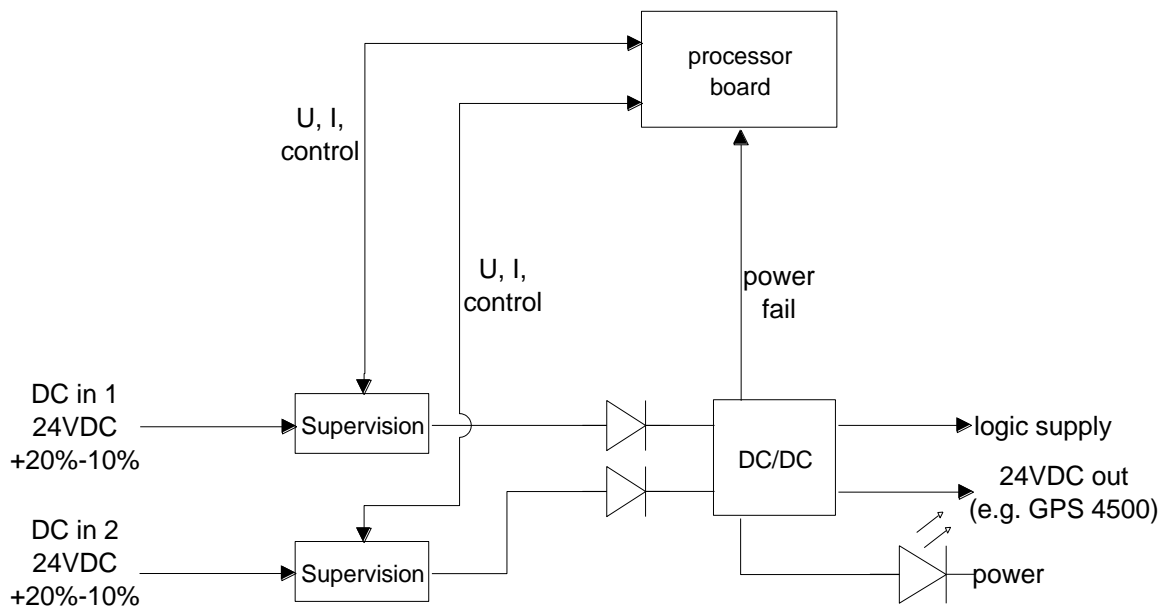 processor
board
U, I,
control
U, I,
control
power
fail
DC in 1
24VDC
+20%-10%
Supervision
DC/DC
logic supply
24VDC out
(e.g. GPS 4500)
DC in 2
24VDC
+20%-10%
Supervision
power